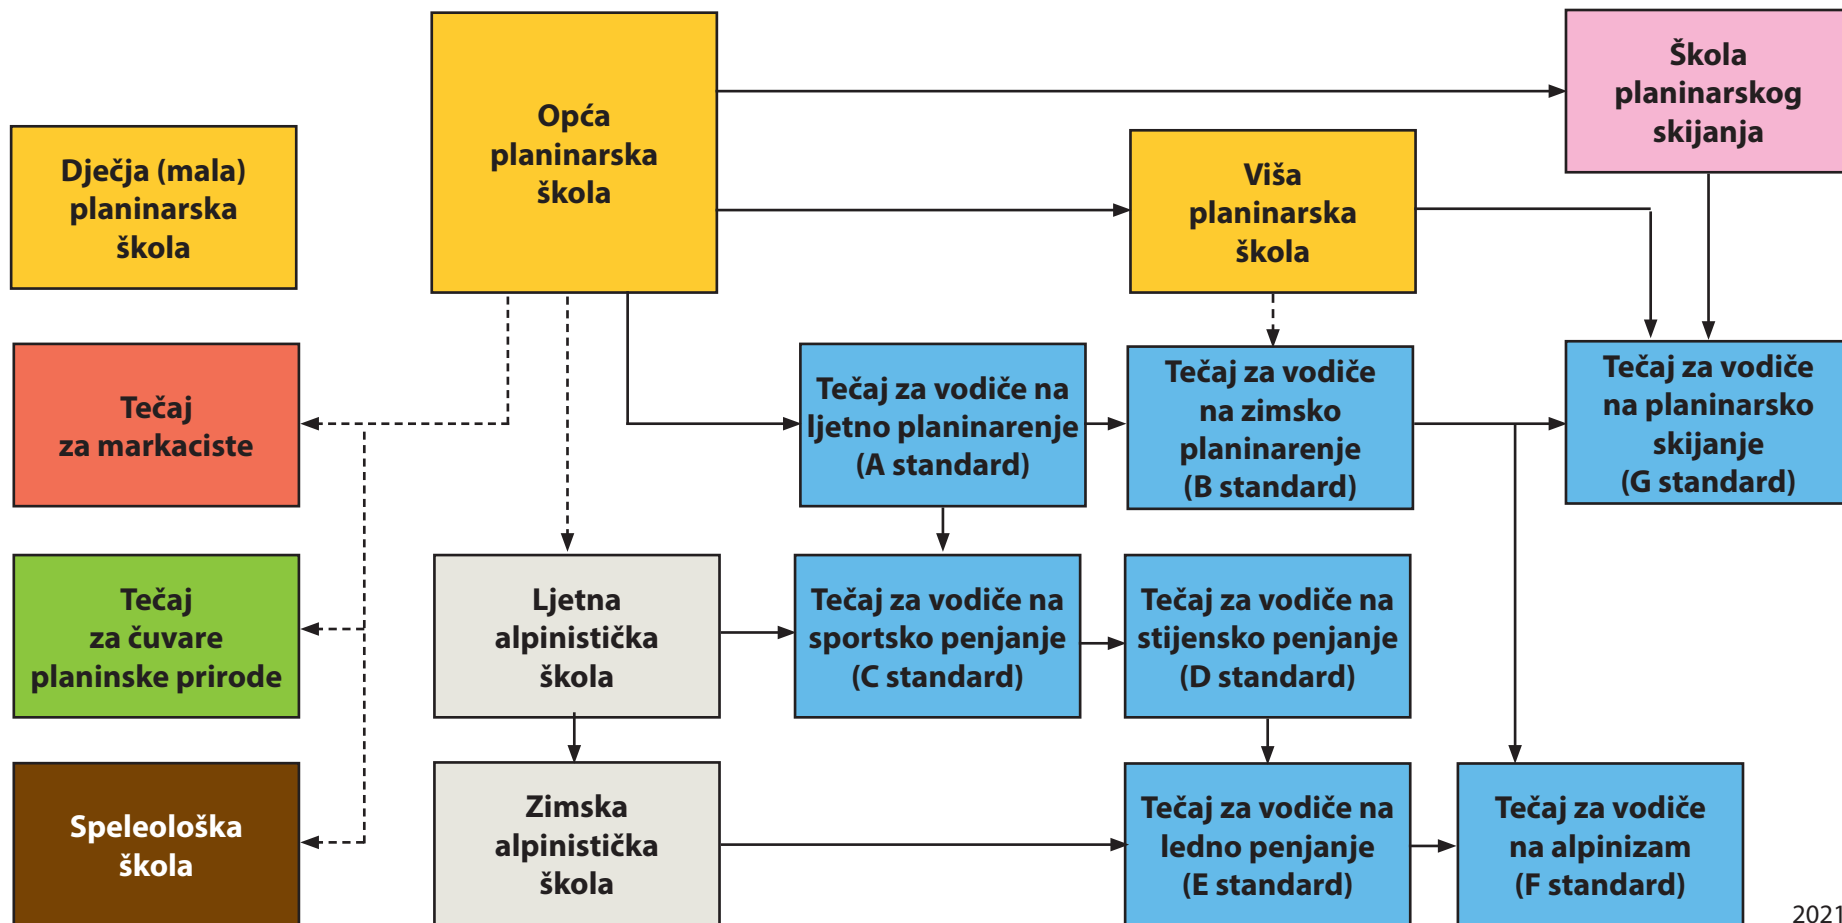 Opća
planinarska
škola
Škola
planinarskog
skijanja
Dječja (mala)
planinarska
škola
Viša
planinarska
škola
Tečaj
za markaciste
Tečaj za vodiče na
ljetno planinarenje
(A standard)
Tečaj za vodiče
na zimsko
planinarenje
(B standard)
Tečaj za vodiče
na planinarsko
skijanje
(G standard)
Tečaj
za čuvare
planinske prirode
Ljetna
alpinistička
škola
Tečaj za vodiče na
sportsko penjanje
(C standard)
Tečaj za vodiče na
stijensko penjanje
(D standard)
Speleološka
škola
Zimska
alpinistička
škola
Tečaj za vodiče na
ledno penjanje
(E standard)
Tečaj za vodiče
na alpinizam
(F standard)
2021